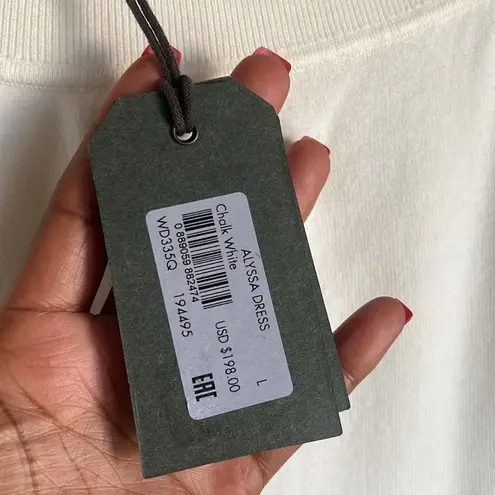 ALYSSA DRESS L
Chalk White
0 889059 882474 USD $198.00
WD335Q 194495
EAC